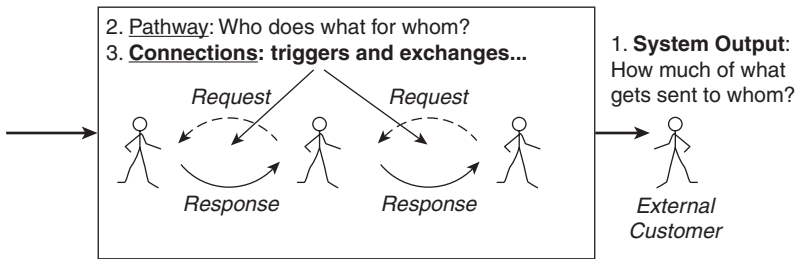 2. Pathway: Who does what for whom?
3. Connections: triggers and exchanges...
Request
Request
Response
Response
1. System Output:
How much of what
gets sent to whom?
External
Customer